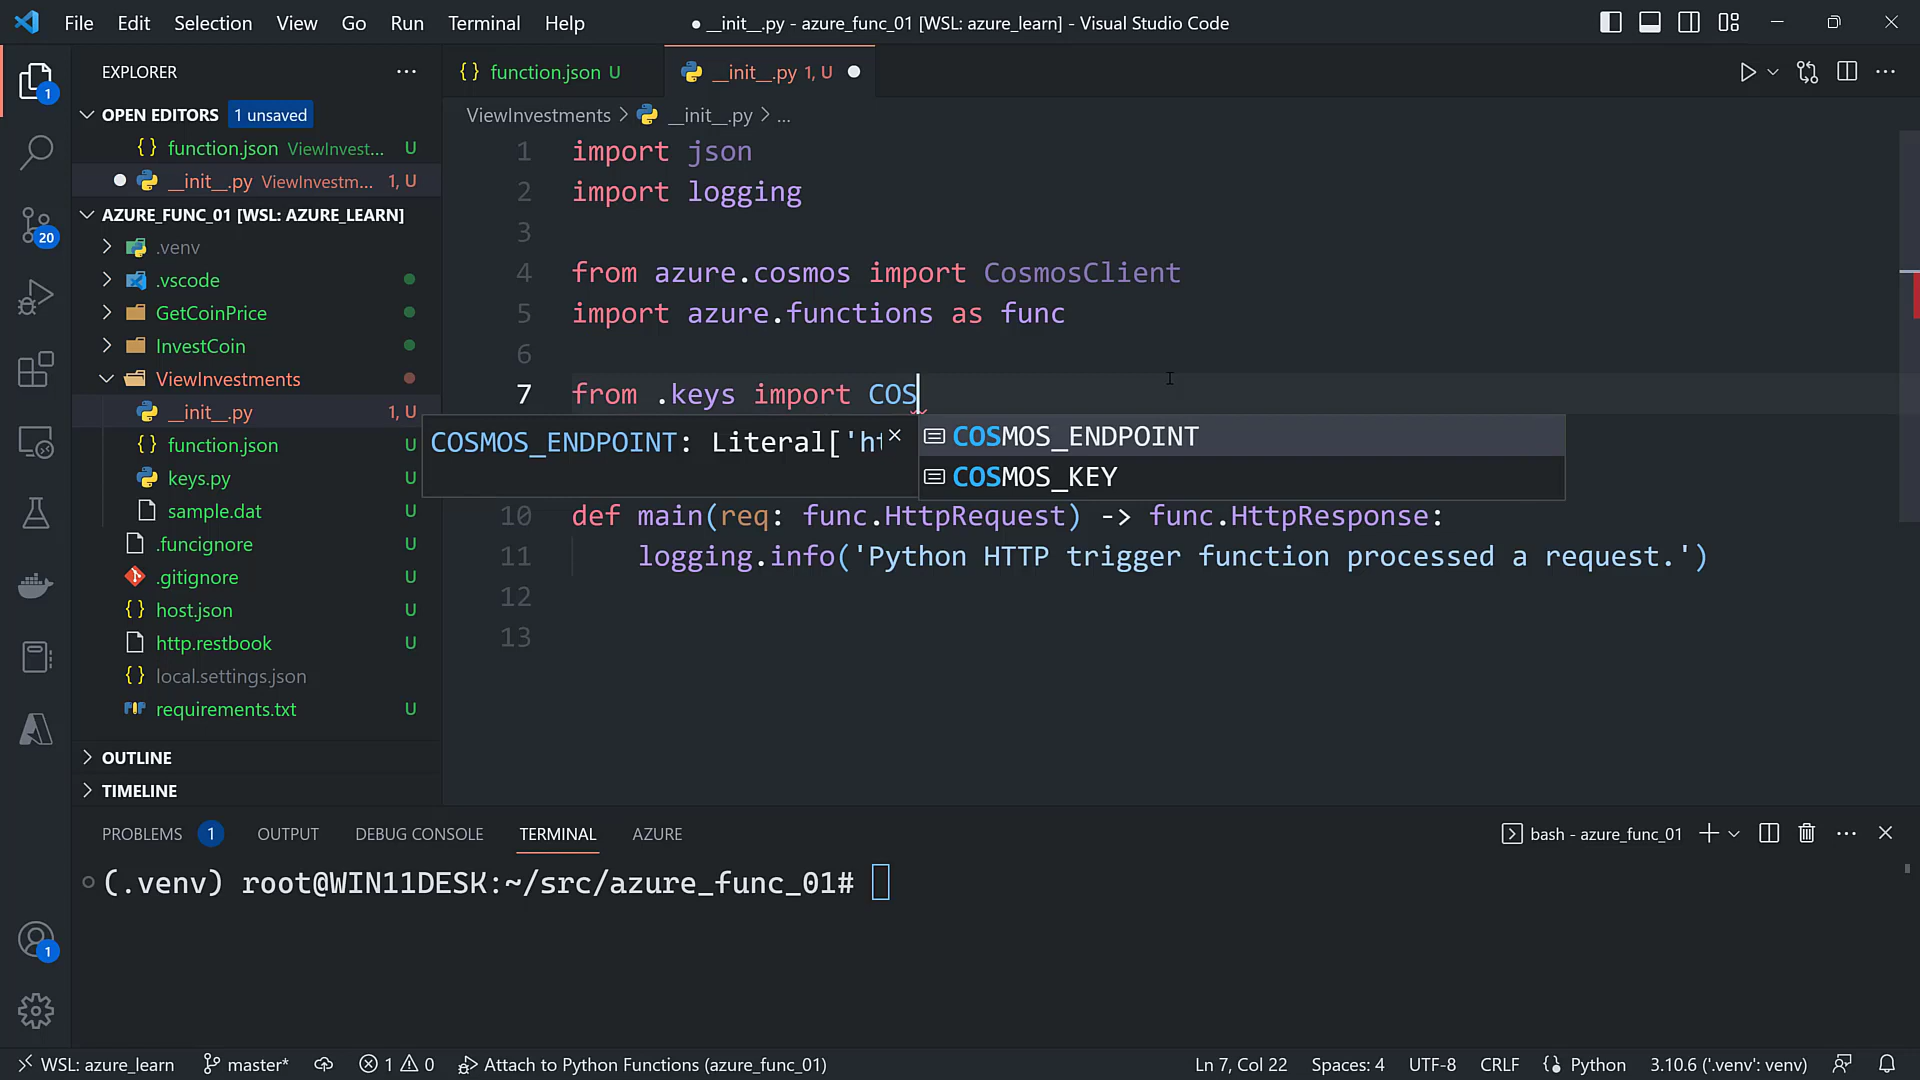 File Edit Selection View Go Run Terminal Help
● __init__.py - azure_func_01 [WSL: azure_learn] - Visual Studio Code
EXPLORER
OPEN EDITORS 1 unsaved
function.json ViewInvest... U
__init__.py ViewInvestm... 1, U
AZURE_FUNC_01 [WSL: AZURE_LEARN]
.venv
.vscode
GetCoinPrice
InvestCoin
ViewInvestments
__init__.py 1, U
function.json U
keys.py U
sample.dat U
.funcignore U
.gitignore U
host.json U
http.restbook U
local.settings.json
requirements.txt U
OUTLINE
TIMELINE
1
20
1
function.json U
__init__.py 1, U
ViewInvestments > __init__.py > ...
1 import json
2 import logging
3
4 from azure.cosmos import CosmosClient
5 import azure.functions as func
6
7 from .keys import COS
COSMOS_ENDPOINT: Literal['ht
COSMOS_ENDPOINT
COSMOS_KEY
10 def main(req: func.HttpRequest) -> func.HttpResponse:
11 logging.info('Python HTTP trigger function processed a request.')
12
13
PROBLEMS 1 OUTPUT DEBUG CONSOLE TERMINAL AZURE
bash - azure_func_01
(.venv) root@WIN11DESK:~/src/azure_func_01#
WSL: azure_learn master* 1 0 Attach to Python Functions (azure_func_01)
Ln 7, Col 22 Spaces: 4 UTF-8 CRLF Python 3.10.6 ('.venv': venv)